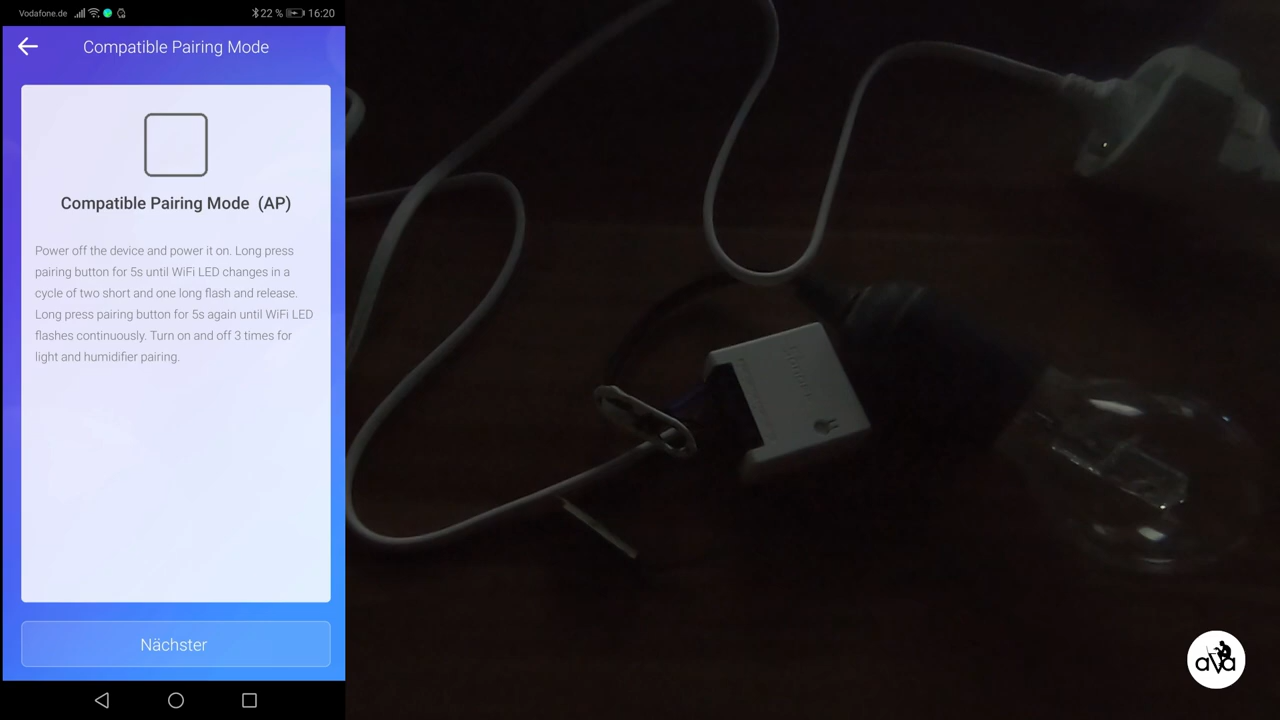 Vodafone.de
22 %
16:20
Compatible Pairing Mode
Compatible Pairing Mode (AP)
Power off the device and power it on. Long press
pairing button for 5s until WiFi LED changes in a
cycle of two short and one long flash and release.
Long press pairing button for 5s again until WiFi LED
flashes continuously. Turn on and off 3 times for
light and humidifier pairing.
Nächster
ava